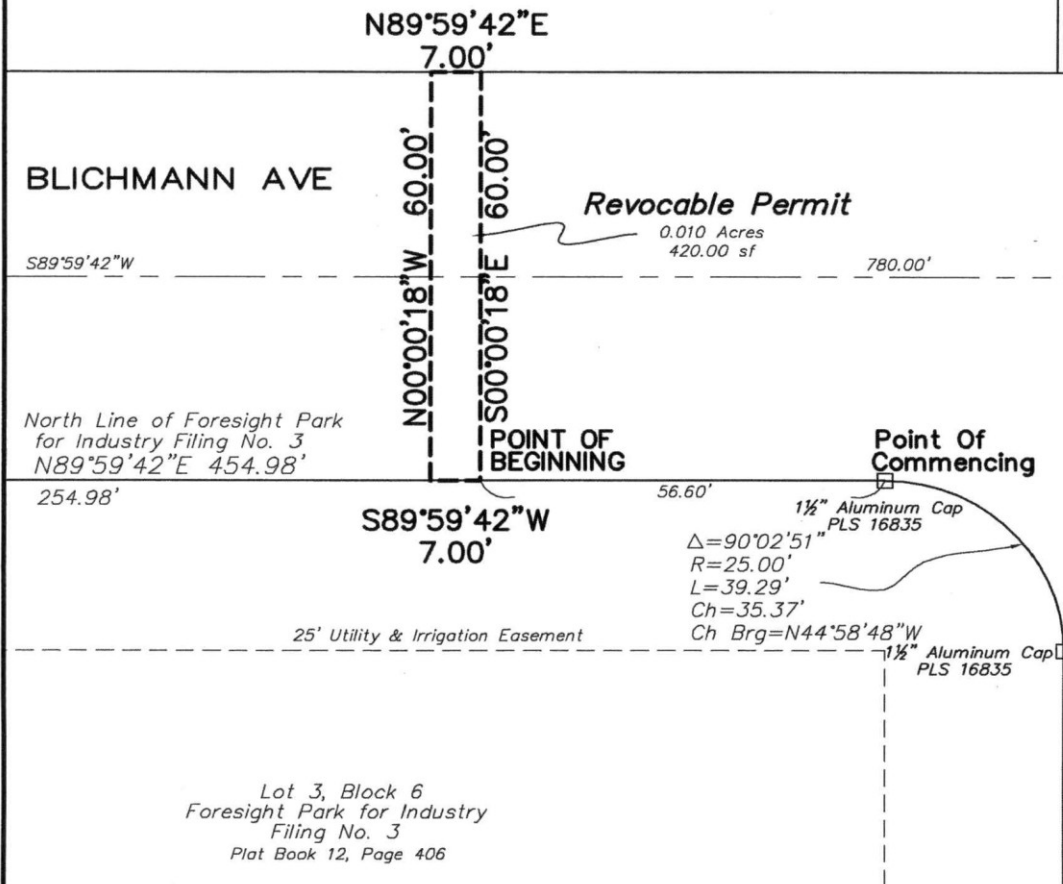 N89°59'42"E
7.00'
BLICHMANN AVE
N00°00'18"W 60.00'
S00°00'18"E 60.00'
Revocable Permit
0.010 Acres
420.00 sf
S89°59'42"W
780.00'
North Line of Foresight Park
for Industry Filing No. 3
N89°59'42"E 454.98'
254.98'
POINT OF
BEGINNING
56.60'
Point Of
Commencing
1½" Aluminum Cap
PLS 16835
S89°59'42"W
7.00'
Δ=90°02'51"
R=25.00'
L=39.29'
Ch=35.37'
Ch Brg=N44°58'48"W
25' Utility & Irrigation Easement
1½" Aluminum Cap
PLS 16835
Lot 3, Block 6
Foresight Park for Industry
Filing No. 3
Plat Book 12, Page 406